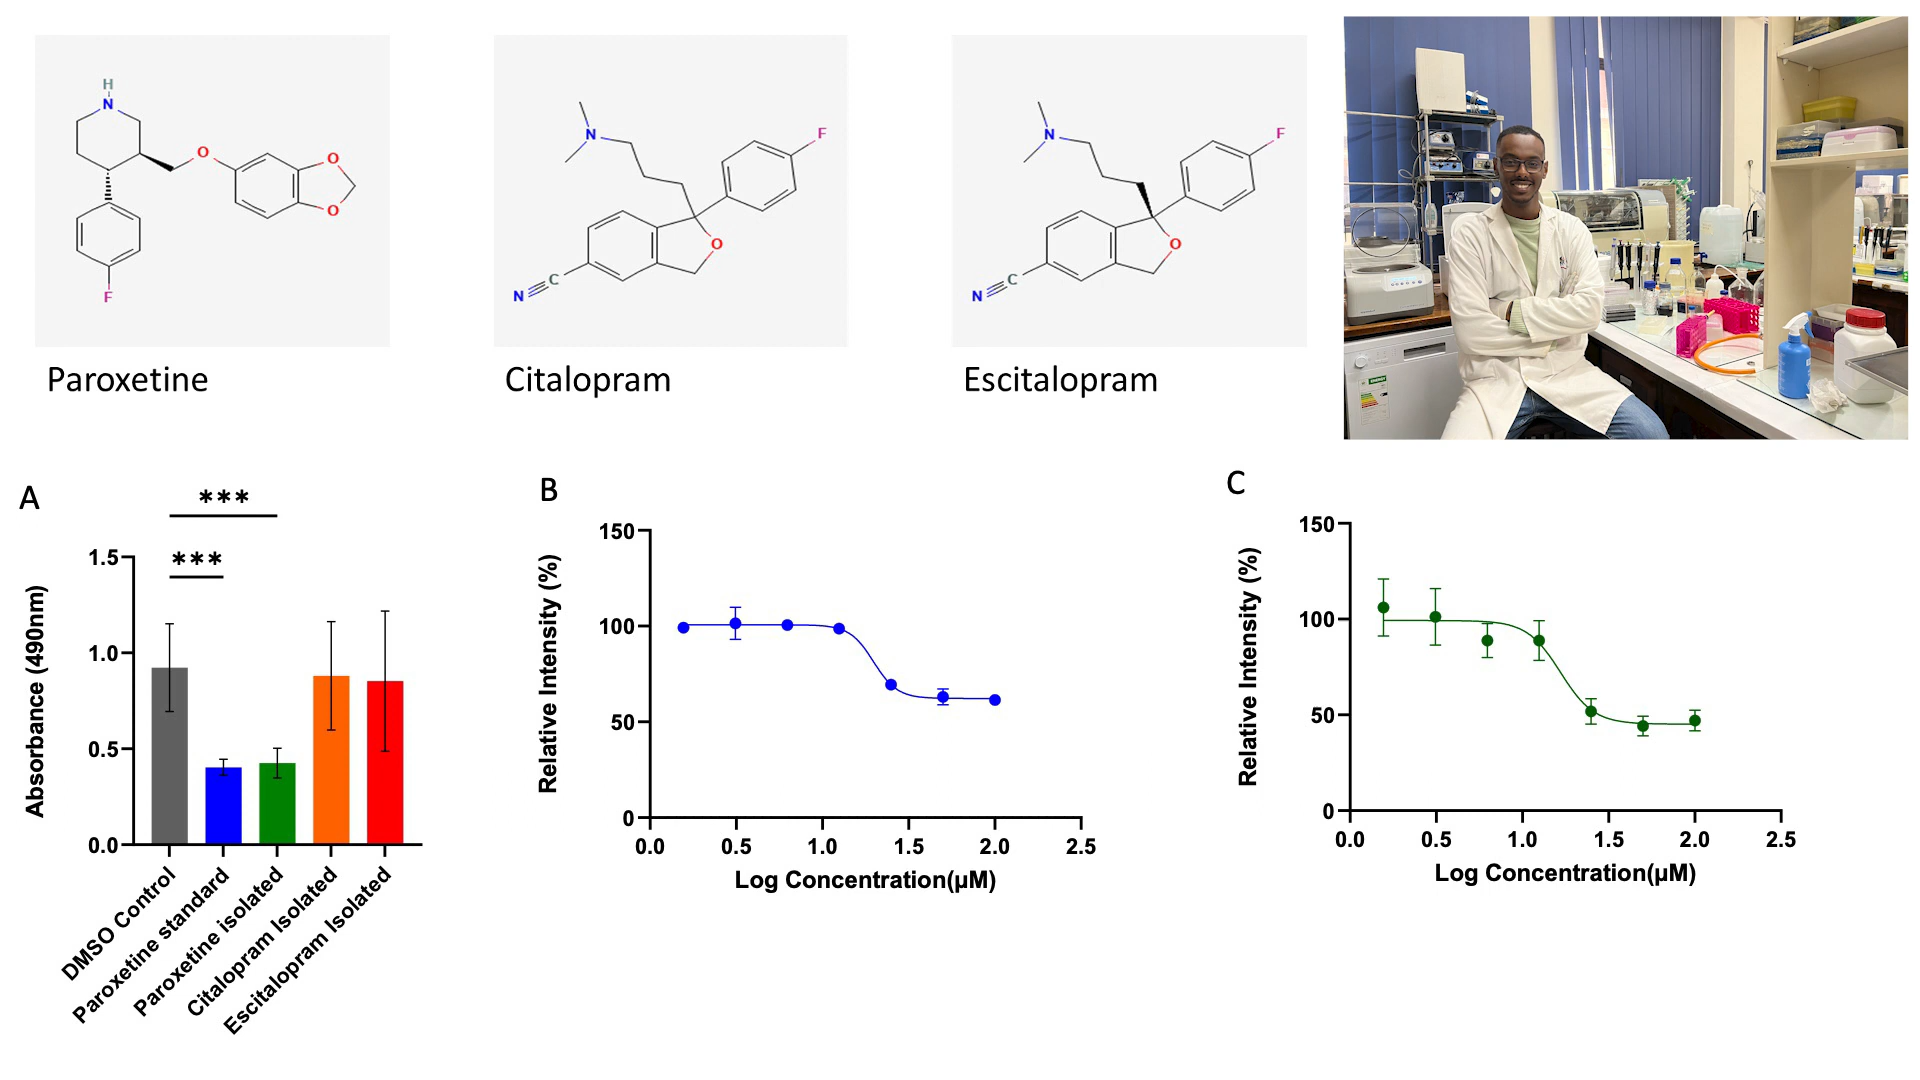 H
N
O
O
O
F
Paroxetine
N
F
O
C
N
Citalopram
N
F
O
C
N
Escitalopram
A
***
***
1.5
1.0
0.5
0.0
Absorbance (490nm)
DMSO Control
Paroxetine standard
Paroxetine isolated
Citalopram Isolated
Escitalopram Isolated
B
150
100
50
0
Relative Intensity (%)
0.0 0.5 1.0 1.5 2.0 2.5
Log Concentration(µM)
C
150
100
50
0
Relative Intensity (%)
0.0 0.5 1.0 1.5 2.0 2.5
Log Concentration(µM)